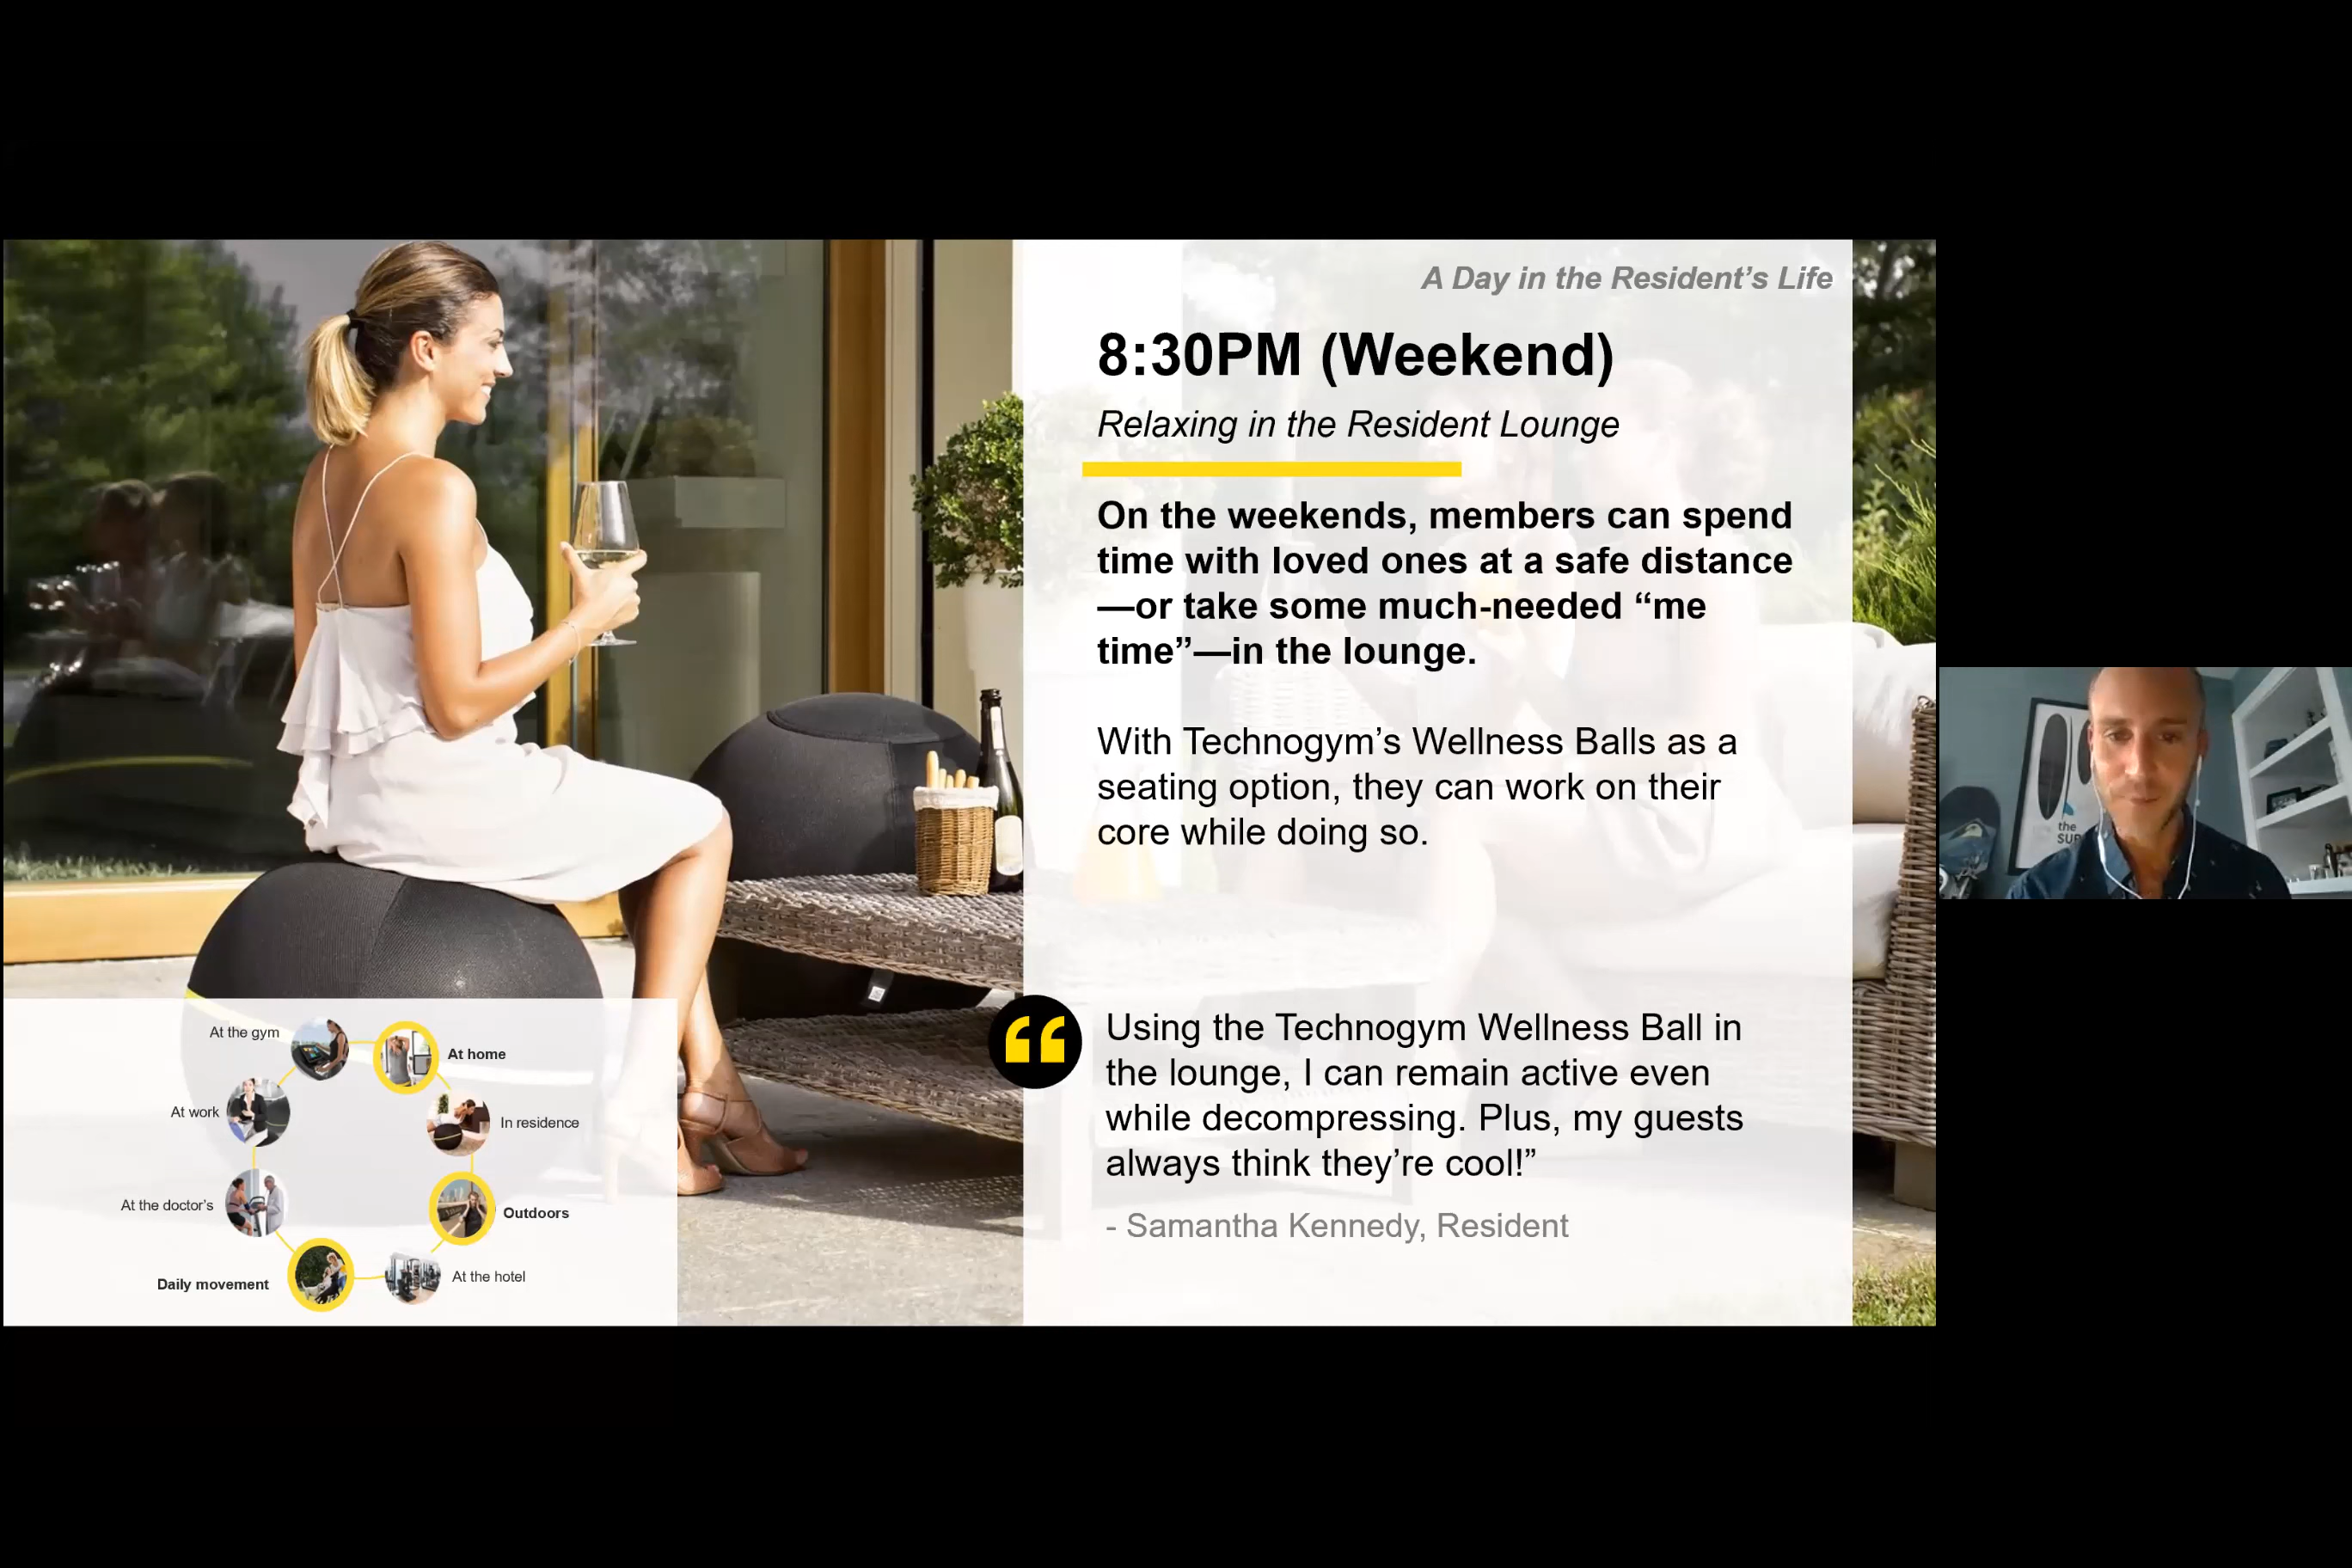 A Day in the Resident’s Life
8:30PM (Weekend)
Relaxing in the Resident Lounge
On the weekends, members can spend
time with loved ones at a safe distance
—or take some much-needed “me
time”—in the lounge.
With Technogym’s Wellness Balls as a
seating option, they can work on their
core while doing so.
“
Using the Technogym Wellness Ball in
the lounge, I can remain active even
while decompressing. Plus, my guests
always think they’re cool!”
- Samantha Kennedy, Resident
At the gym
At home
At work
In residence
At the doctor’s
Outdoors
Daily movement
At the hotel
the
SUP